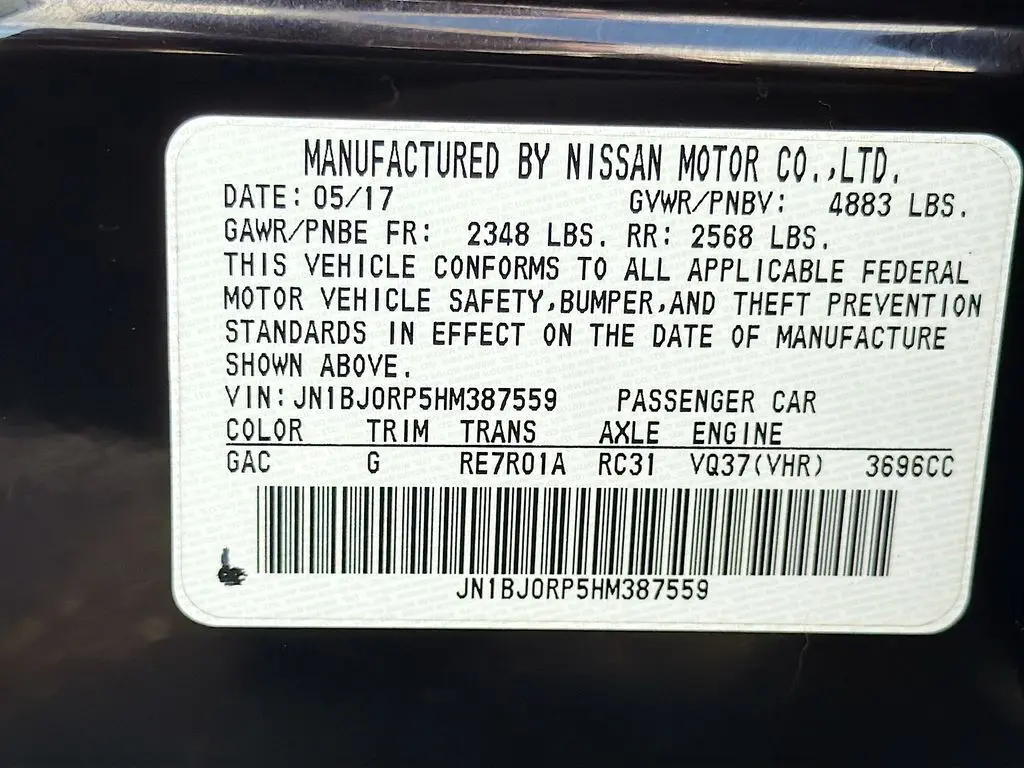 MANUFACTURED BY NISSAN MOTOR CO.,LTD.
DATE: 05/17 GVWR/PNBV: 4883 LBS.
GAWR/PNBE FR: 2348 LBS. RR: 2568 LBS.
THIS VEHICLE CONFORMS TO ALL APPLICABLE FEDERAL
MOTOR VEHICLE SAFETY,BUMPER,AND THEFT PREVENTION
STANDARDS IN EFFECT ON THE DATE OF MANUFACTURE
SHOWN ABOVE.
VIN:JN1BJ0RP5HM387559 PASSENGER CAR
COLOR TRIM TRANS AXLE ENGINE
GAC G RE7R01A RC31 VQ37(VHR) 3696CC
JN1BJ0RP5HM387559